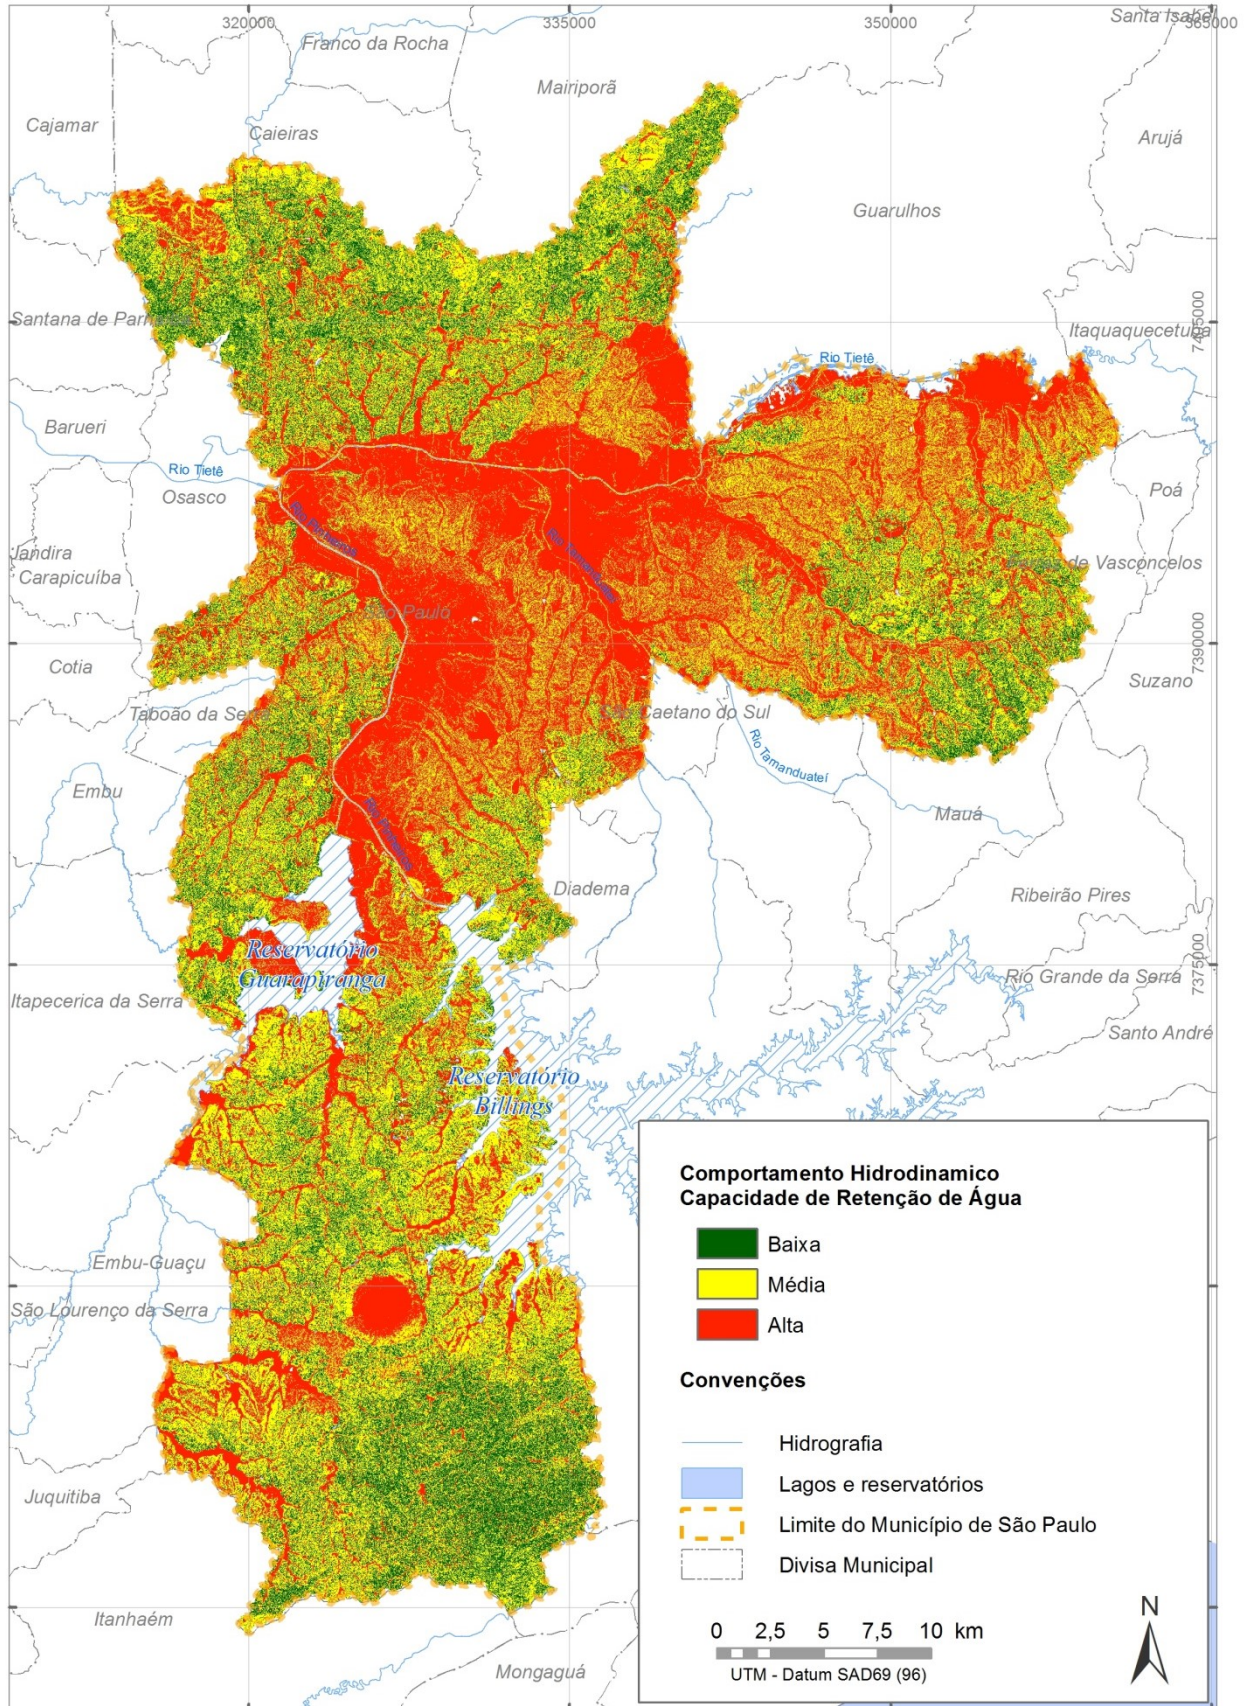 320000
335000
350000
365000
Santa Isabel
Franco da Rocha
Mairiporã
Cajamar
Caieiras
Arujá
Guarulhos
Santana de Parnaíba
7405000
Itaquaquecetuba
Rio Tietê
Barueri
Rio Tietê
Osasco
Poá
Rio Pinheiros
Rio Tamanduateí
Jandira
Carapicuíba
Ferraz de Vasconcelos
São Paulo
7390000
Cotia
Suzano
Taboão da Serra
São Caetano do Sul
Rio Tamanduateí
Embu
Mauá
Rio Pinheiros
Diadema
Ribeirão Pires
Reservatório
Guarapiranga
7375000
Rio Grande da Serra
Itapecerica da Serra
Santo André
Reservatório
Billings
Embu-Guaçu
São Lourenço da Serra
Juquitiba
Itanhaém
Mongaguá
Comportamento Hidrodinamico
Capacidade de Retenção de Água
Baixa
Média
Alta
Convenções
Hidrografia
Lagos e reservatórios
Limite do Município de São Paulo
Divisa Municipal
N
0 2,5 5 7,5 10 km
UTM - Datum SAD69 (96)